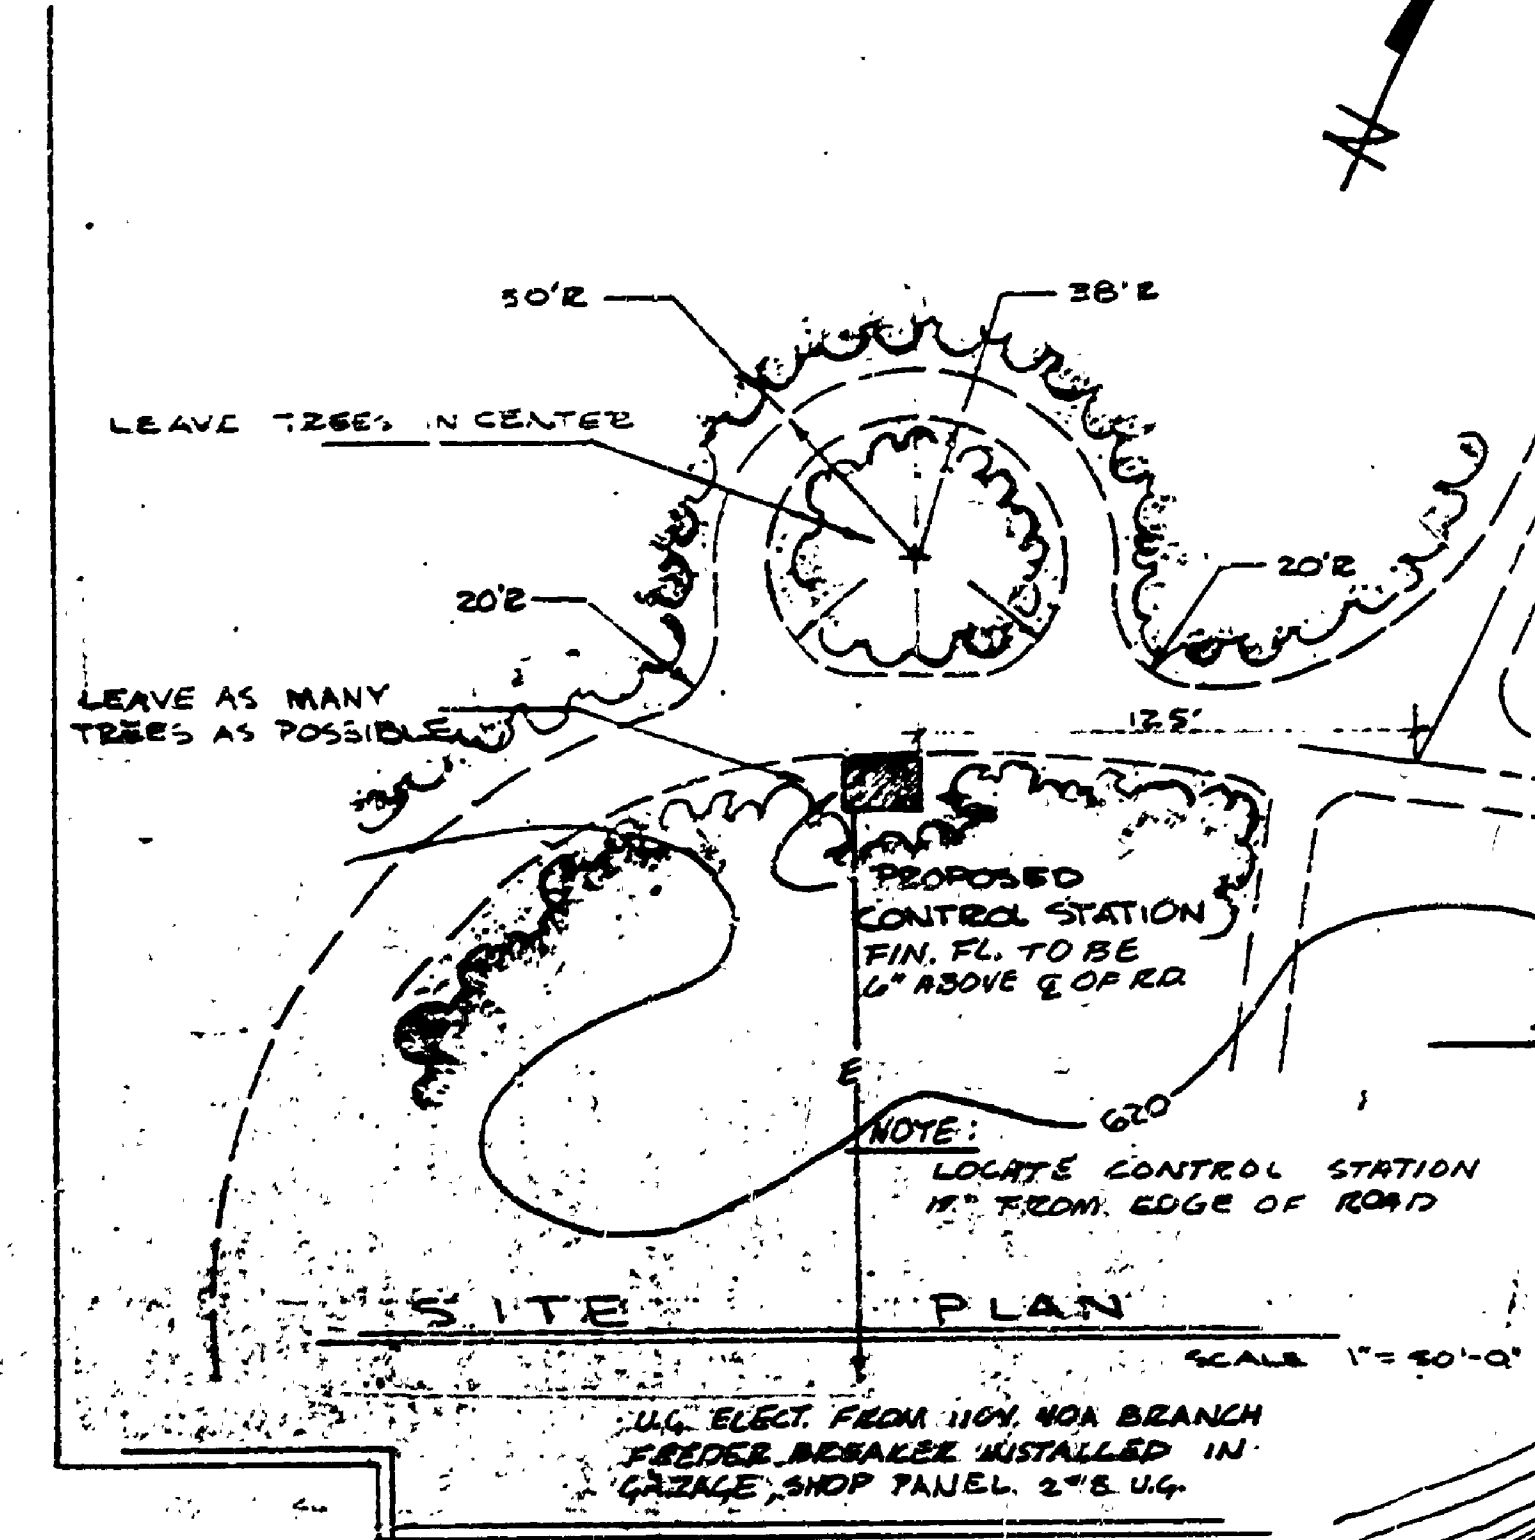 N
50'R
38'R
LEAVE TREES IN CENTER
20'R
20'R
LEAVE AS MANY
TREES AS POSSIBLE
125'
PROPOSED
CONTROL STATION
FIN. FL. TO BE
6" ABOVE ℄ OF RD.
E
620
NOTE:
LOCATE CONTROL STATION
FROM EDGE OF ROAD
SITE PLAN
SCALE 1" = 50'-0"
U.G. ELECT. FROM 110V. 40A BRANCH
FEEDER BREAKER INSTALLED IN
GARAGE, SHOP PANEL. 2 #8 U.G.